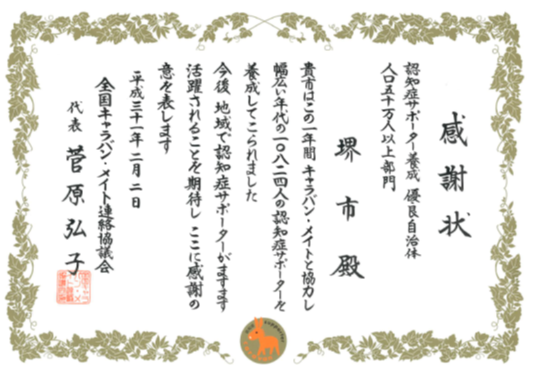 感謝状
認知症サポーター養成 優良自治体
人口五十万人以上部門
堺市殿
貴市はこの一年間 キャラバン・メイトと協力し
幅広い年代の一〇八二四人の認知症サポーターを
養成してこられました
今後 地域で認知症サポーターがますます
活躍されることを期待し ここに感謝の
意を表します
平成三十一年二月二日
全国キャラバン・メイト連絡協議会
代表 菅原弘子